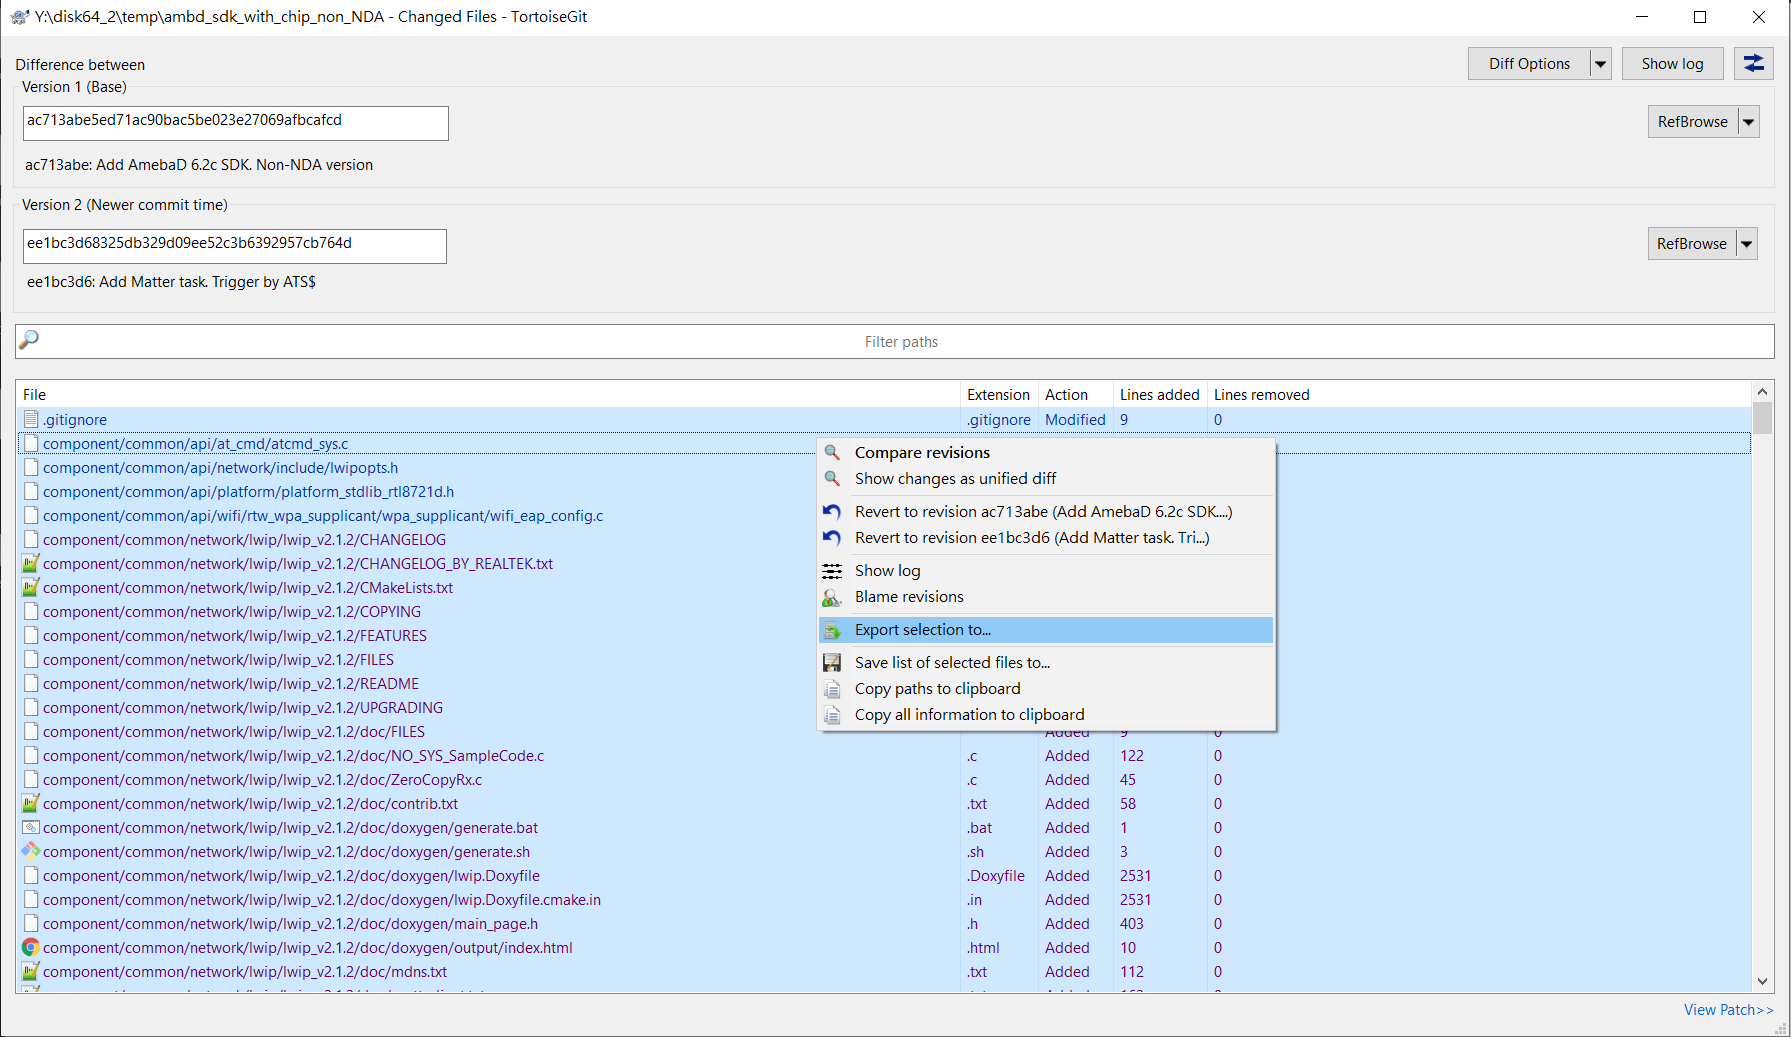 Y:\disk64_2\temp\ambd_sdk_with_chip_non_NDA - Changed Files - TortoiseGit
Difference between
Diff Options
Show log
Version 1 (Base)
ac713abe5ed71ac90bac5be023e27069afbcafcd
RefBrowse
ac713abe: Add AmebaD 6.2c SDK. Non-NDA version
Version 2 (Newer commit time)
ee1bc3d68325db329d09ee52c3b6392957cb764d
RefBrowse
ee1bc3d6: Add Matter task. Trigger by ATS$
Filter paths
File Extension Action Lines added Lines removed
.gitignore .gitignore Modified 9 0
component/common/api/at_cmd/atcmd_sys.c
component/common/api/network/include/lwipopts.h
component/common/api/platform/platform_stdlib_rtl8721d.h
component/common/api/wifi/rtw_wpa_supplicant/wpa_supplicant/wifi_eap_config.c
component/common/network/lwip/lwip_v2.1.2/CHANGELOG
component/common/network/lwip/lwip_v2.1.2/CHANGELOG_BY_REALTEK.txt
component/common/network/lwip/lwip_v2.1.2/CMakeLists.txt
component/common/network/lwip/lwip_v2.1.2/COPYING
component/common/network/lwip/lwip_v2.1.2/FEATURES
component/common/network/lwip/lwip_v2.1.2/FILES
component/common/network/lwip/lwip_v2.1.2/README
component/common/network/lwip/lwip_v2.1.2/UPGRADING
component/common/network/lwip/lwip_v2.1.2/doc/FILES Added 9 0
component/common/network/lwip/lwip_v2.1.2/doc/NO_SYS_SampleCode.c .c Added 122 0
component/common/network/lwip/lwip_v2.1.2/doc/ZeroCopyRx.c .c Added 45 0
component/common/network/lwip/lwip_v2.1.2/doc/contrib.txt .txt Added 58 0
component/common/network/lwip/lwip_v2.1.2/doc/doxygen/generate.bat .bat Added 1 0
component/common/network/lwip/lwip_v2.1.2/doc/doxygen/generate.sh .sh Added 3 0
component/common/network/lwip/lwip_v2.1.2/doc/doxygen/lwip.Doxyfile .Doxyfile Added 2531 0
component/common/network/lwip/lwip_v2.1.2/doc/doxygen/lwip.Doxyfile.cmake.in .in Added 2531 0
component/common/network/lwip/lwip_v2.1.2/doc/doxygen/main_page.h .h Added 403 0
component/common/network/lwip/lwip_v2.1.2/doc/doxygen/output/index.html .html Added 10 0
component/common/network/lwip/lwip_v2.1.2/doc/mdns.txt .txt Added 112 0
Compare revisions
Show changes as unified diff
Revert to revision ac713abe (Add AmebaD 6.2c SDK....)
Revert to revision ee1bc3d6 (Add Matter task. Tri...)
Show log
Blame revisions
Export selection to...
Save list of selected files to...
Copy paths to clipboard
Copy all information to clipboard
View Patch>>